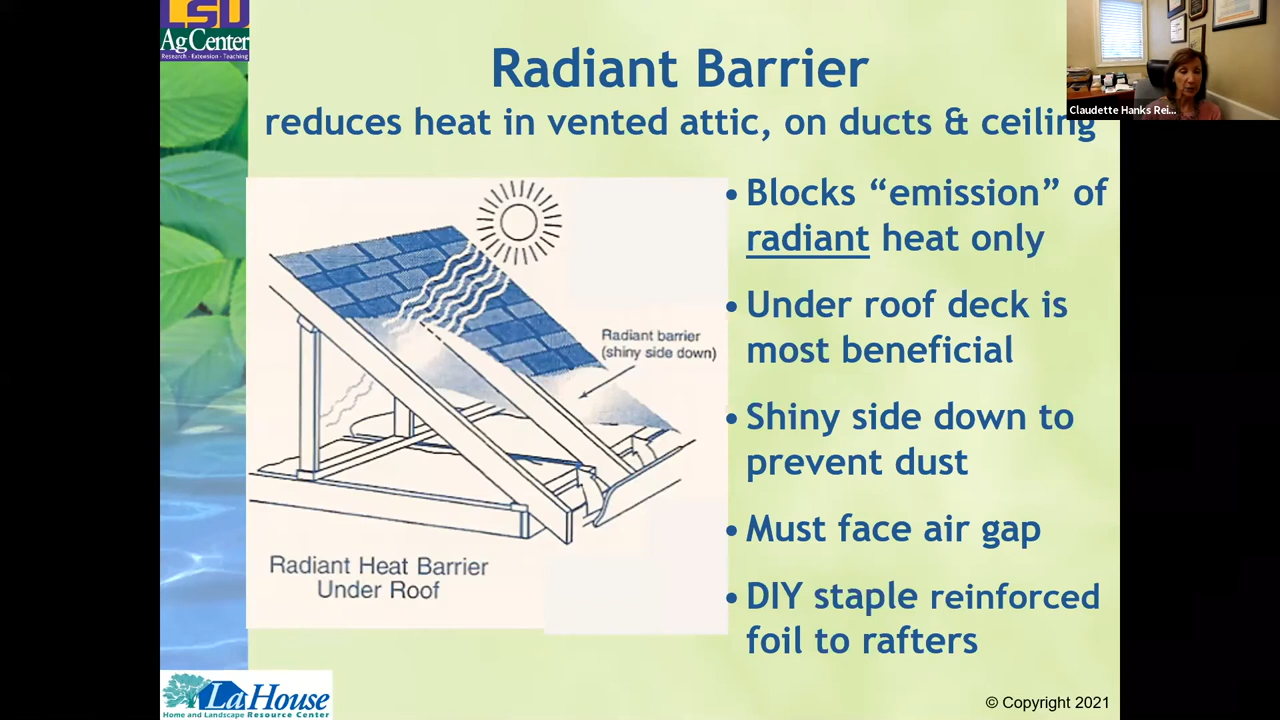 LSU
AgCenter
Research · Extension · Teaching
Radiant Barrier
reduces heat in vented attic, on ducts & ceiling
Claudette Hanks Rei...
Radiant barrier
(shiny side down)
Radiant Heat Barrier
Under Roof
• Blocks “emission” of
radiant heat only
• Under roof deck is
most beneficial
• Shiny side down to
prevent dust
• Must face air gap
• DIY staple reinforced
foil to rafters
LaHouse
Home and Landscape Resource Center
© Copyright 2021